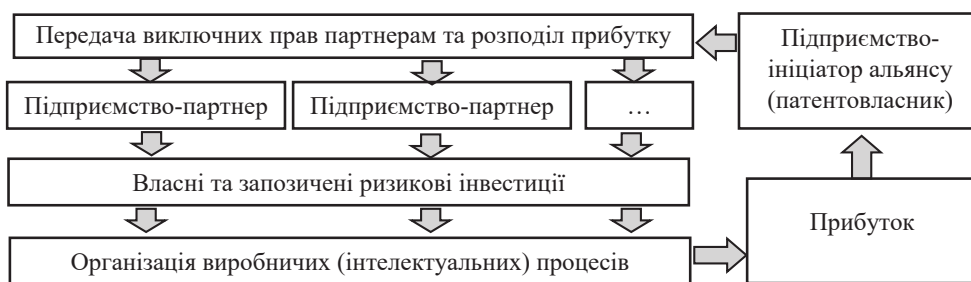 Передача виключних прав партнерам та розподіл прибутку
Підприємство-
ініціатор альянсу
(патентовласник)
Підприємство-партнер
Підприємство-партнер
…
Власні та запозичені ризикові інвестиції
Прибуток
Організація виробничих (інтелектуальних) процесів